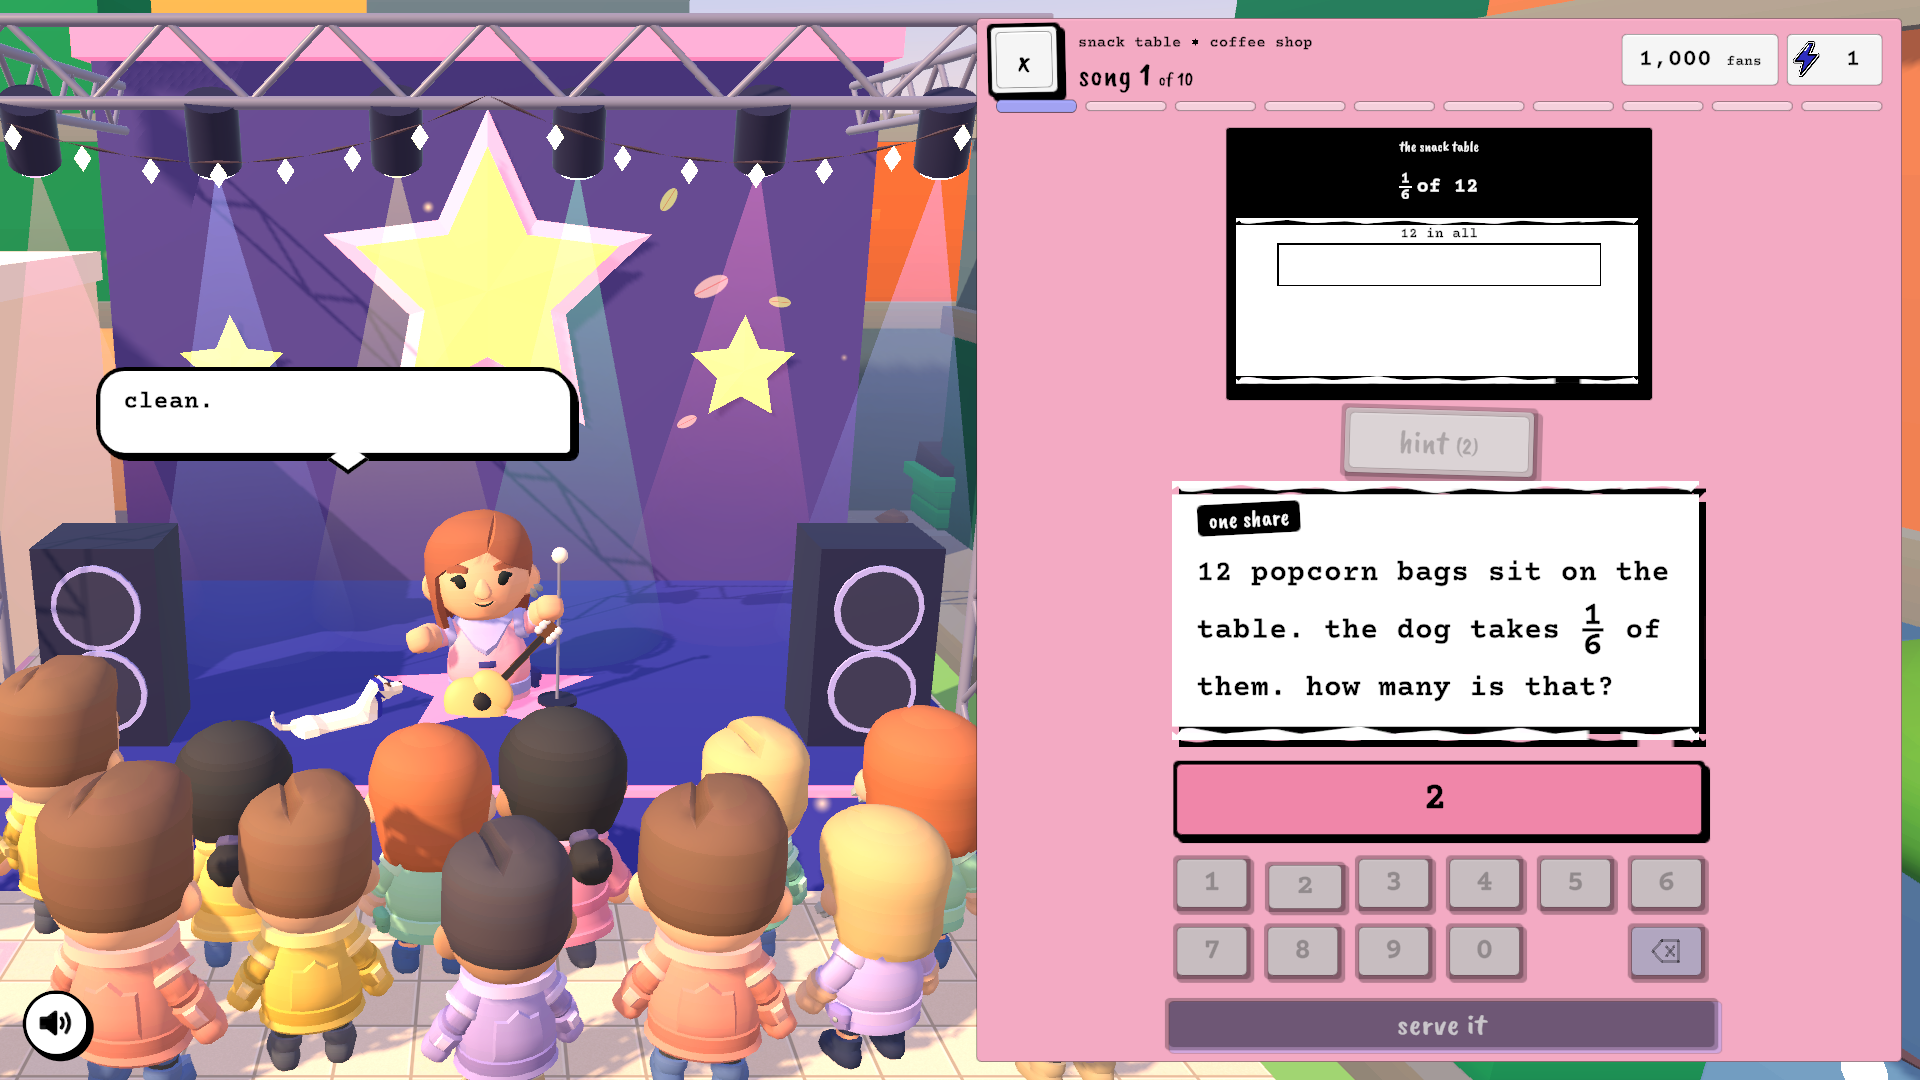 clean.
x
snack table * coffee shop
song 1 of 10
1,000 fans
1
the snack table
1/6 of 12
12 in all
hint (2)
one share
12 popcorn bags sit on the
table. the dog takes 1/6 of
them. how many is that?
2
1 2 3 4 5 6
7 8 9 0
serve it